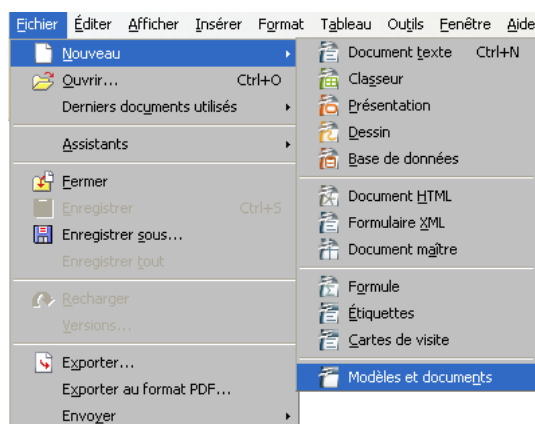 Fichier Éditer Afficher Insérer Format Tableau Outils Fenêtre Aide
Nouveau
Ouvrir... Ctrl+O
Derniers documents utilisés
Assistants
Fermer
Enregistrer Ctrl+S
Enregistrer sous...
Enregistrer tout
Recharger
Versions...
Exporter...
Exporter au format PDF...
Envoyer
Document texte Ctrl+N
Classeur
Présentation
Dessin
Base de données
Document HTML
Formulaire XML
Document maître
Formule
Étiquettes
Cartes de visite
Modèles et documents